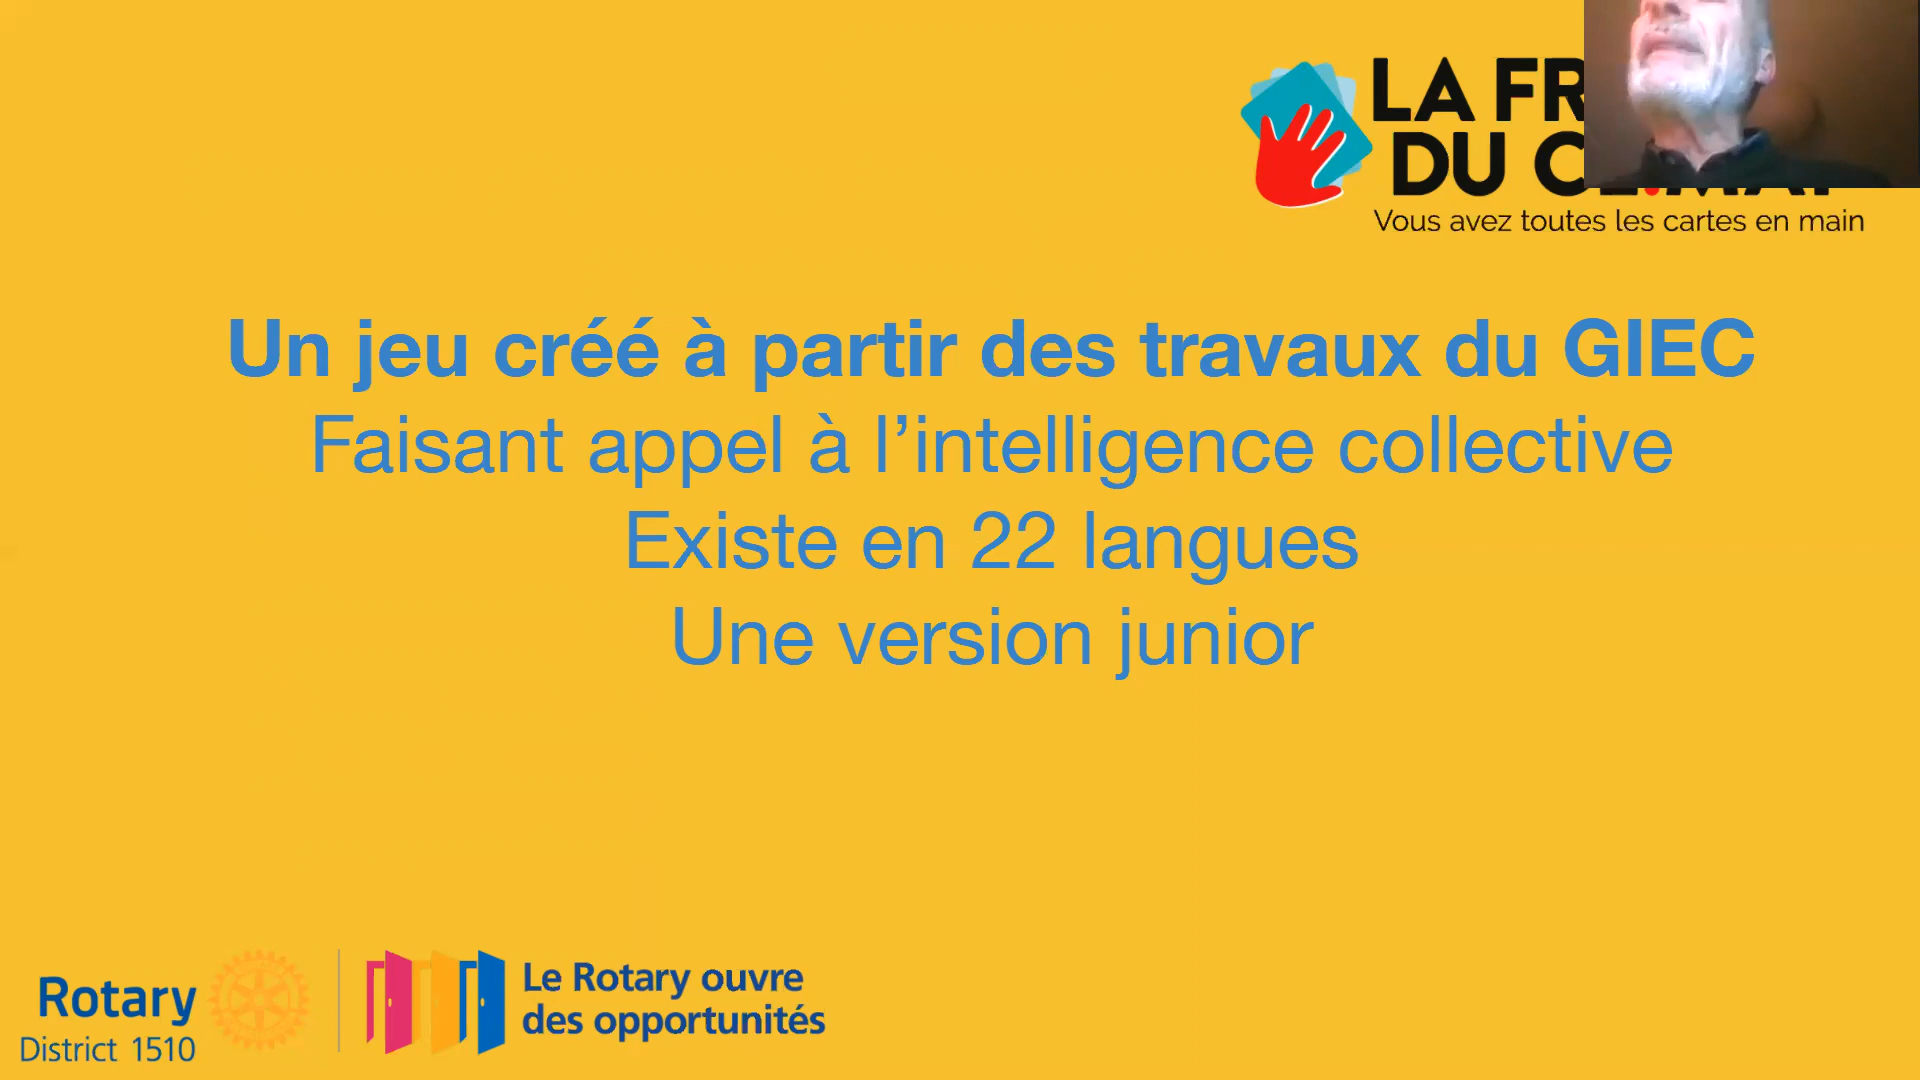 LA FR
DU C
Vous avez toutes les cartes en main
Un jeu créé à partir des travaux du GIEC
Faisant appel à l’intelligence collective
Existe en 22 langues
Une version junior
Rotary
District 1510
Le Rotary ouvre
des opportunités